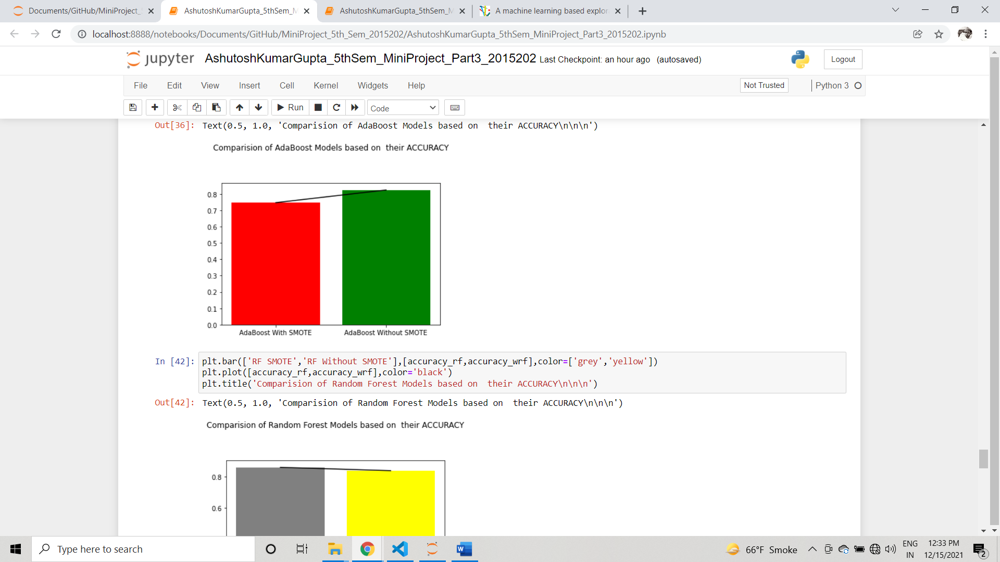 Documents/GitHub/MiniProject_
AshutoshKumarGupta_5thSem_M
AshutoshKumarGupta_5thSem_M
A machine learning based explor
localhost:8888/notebooks/Documents/GitHub/MiniProject_5th_Sem_2015202/AshutoshKumarGupta_5thSem_MiniProject_Part3_2015202.ipynb
jupyter AshutoshKumarGupta_5thSem_MiniProject_Part3_2015202 Last Checkpoint: an hour ago (autosaved)
Logout
File Edit View Insert Cell Kernel Widgets Help
Not Trusted
Python 3
Run
Code
Out[36]: Text(0.5, 1.0, 'Comparision of AdaBoost Models based on  their ACCURACY\n\n\n')
Comparision of AdaBoost Models based on  their ACCURACY
0.8
0.7
0.6
0.5
0.4
0.3
0.2
0.1
0.0
AdaBoost With SMOTE AdaBoost Without SMOTE
In [42]: plt.bar(['RF SMOTE','RF Without SMOTE'],[accuracy_rf,accuracy_wrf],color=['grey','yellow'])
plt.plot([accuracy_rf,accuracy_wrf],color='black')
plt.title('Comparision of Random Forest Models based on  their ACCURACY\n\n\n')
Out[42]: Text(0.5, 1.0, 'Comparision of Random Forest Models based on  their ACCURACY\n\n\n')
Comparision of Random Forest Models based on  their ACCURACY
0.8
0.6
Type here to search
W
66°F Smoke
ENG
IN
12:33 PM
12/15/2021
2